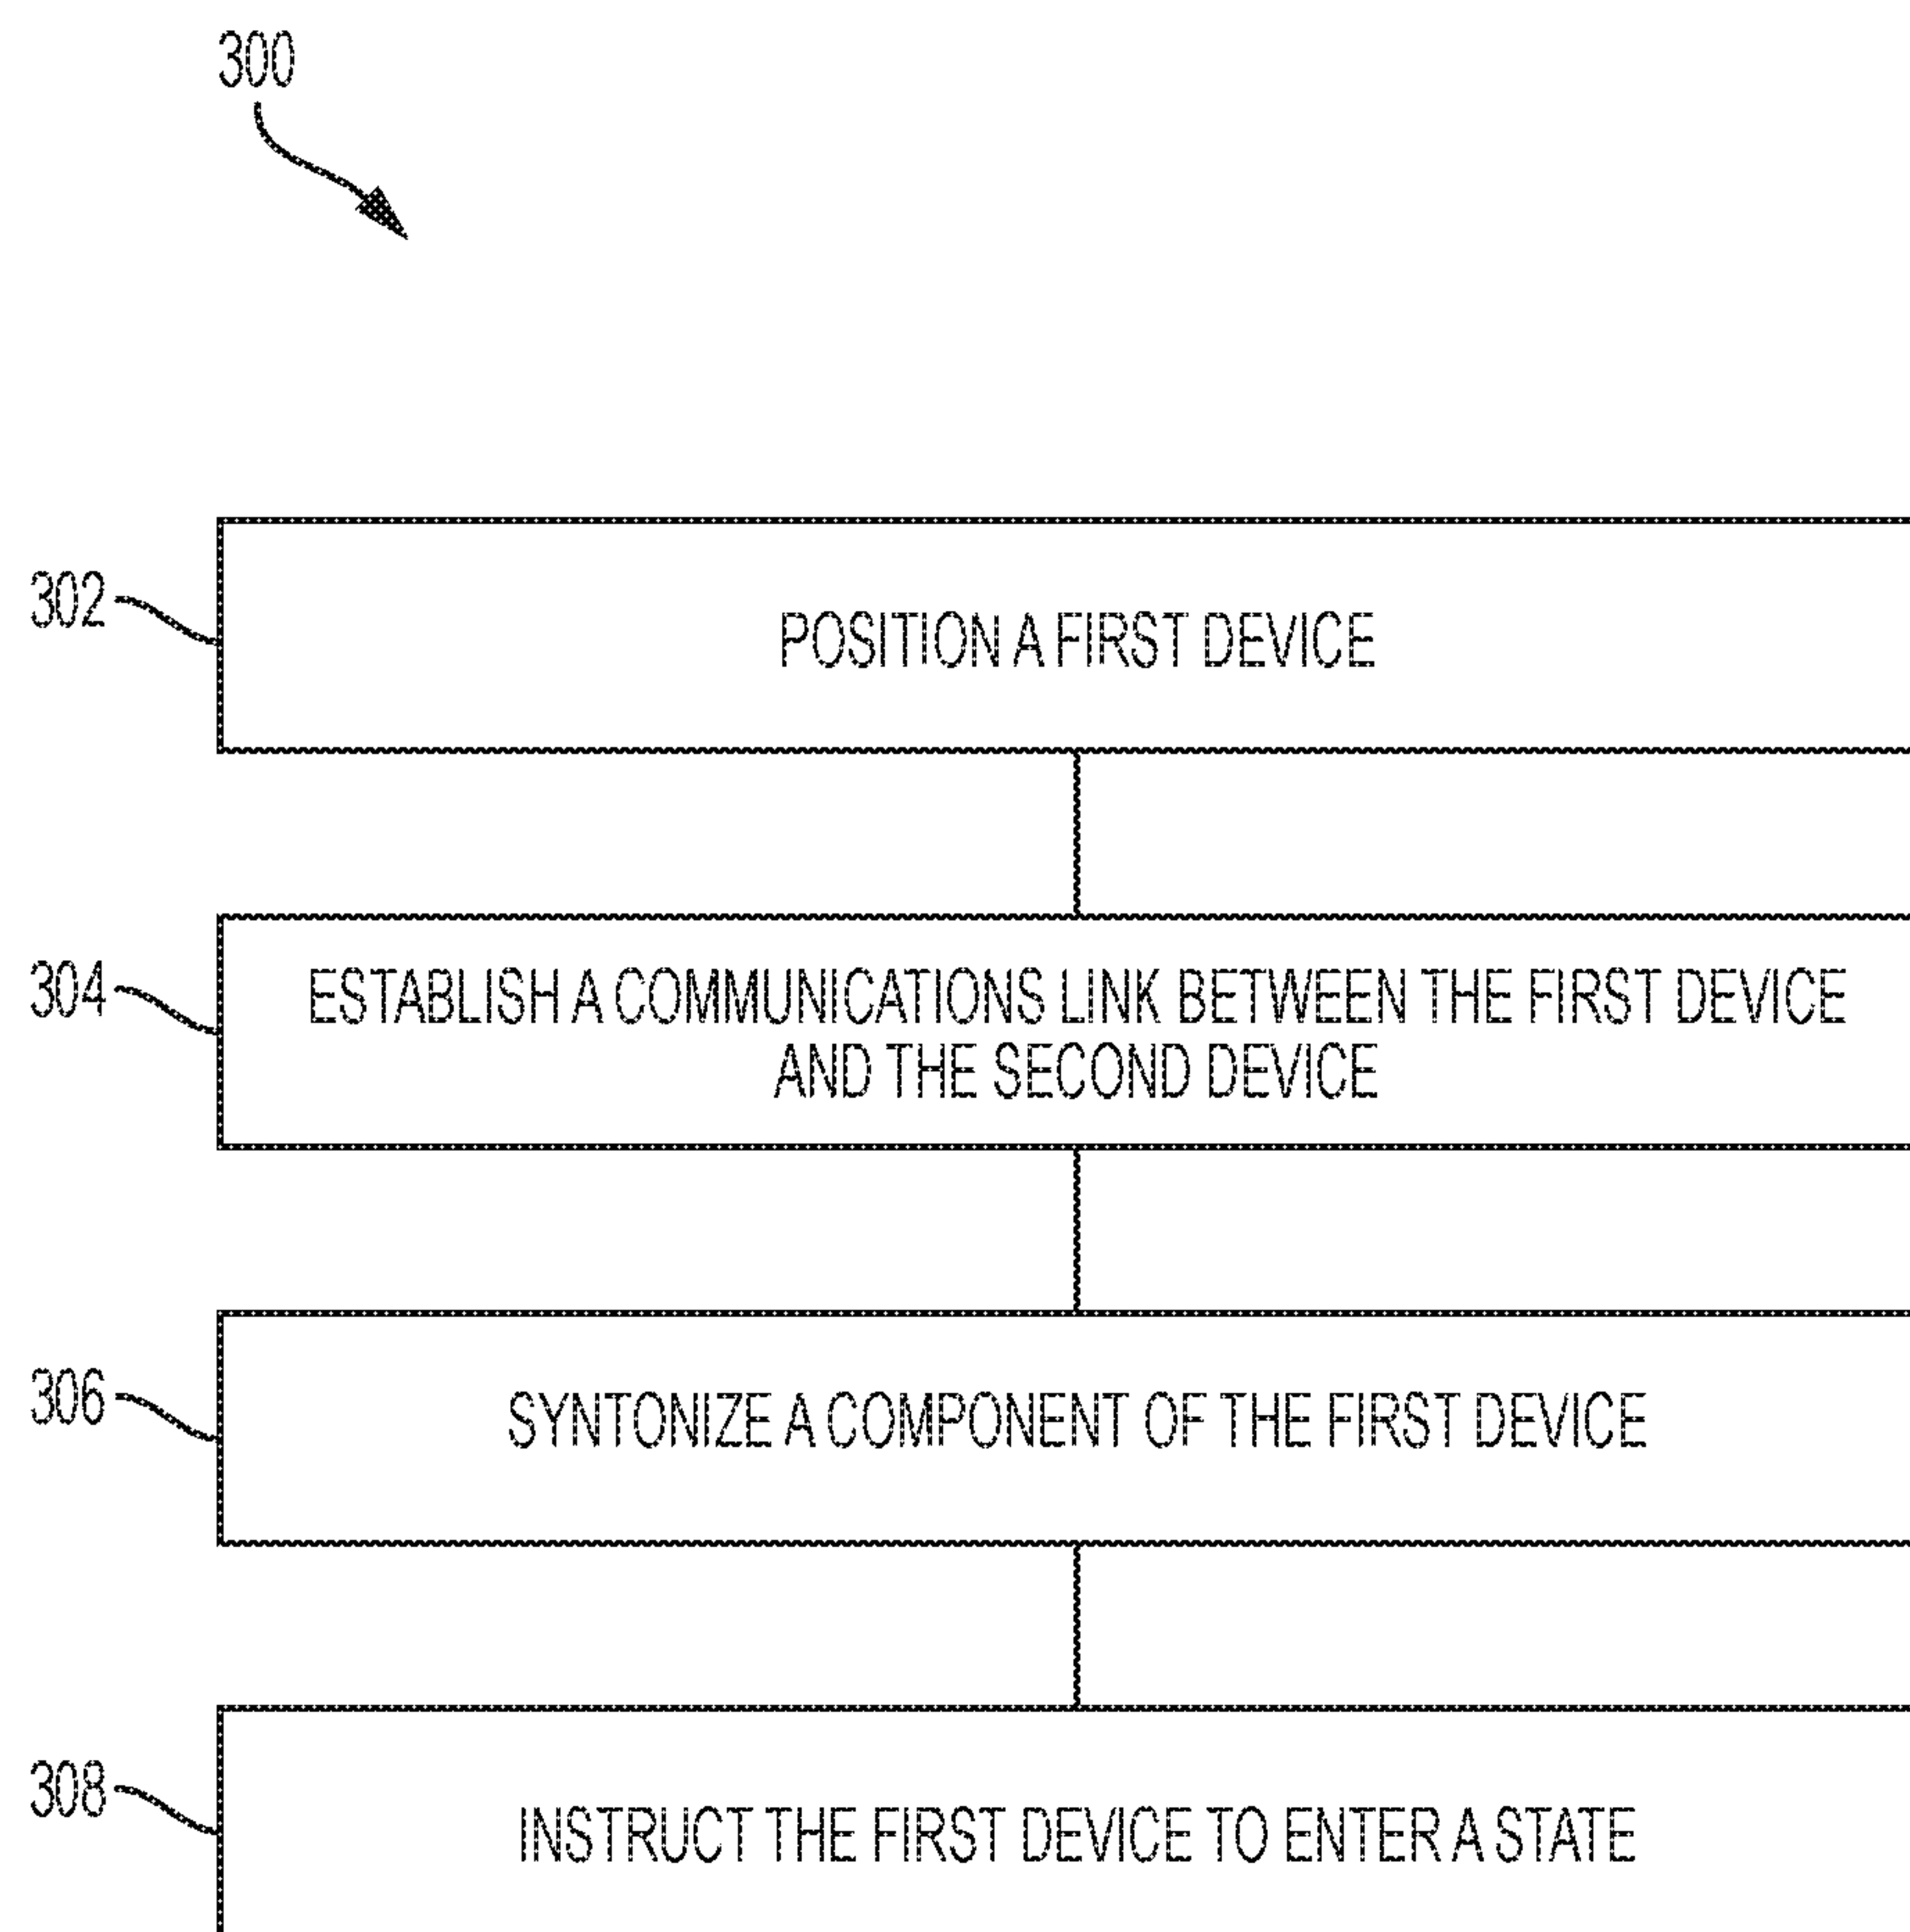 300
302
POSITION A FIRST DEVICE
304
ESTABLISH A COMMUNICATIONS LINK BETWEEN THE FIRST DEVICE
AND THE SECOND DEVICE
306
SYNTONIZE A COMPONENT OF THE FIRST DEVICE
308
INSTRUCT THE FIRST DEVICE TO ENTER A STATE